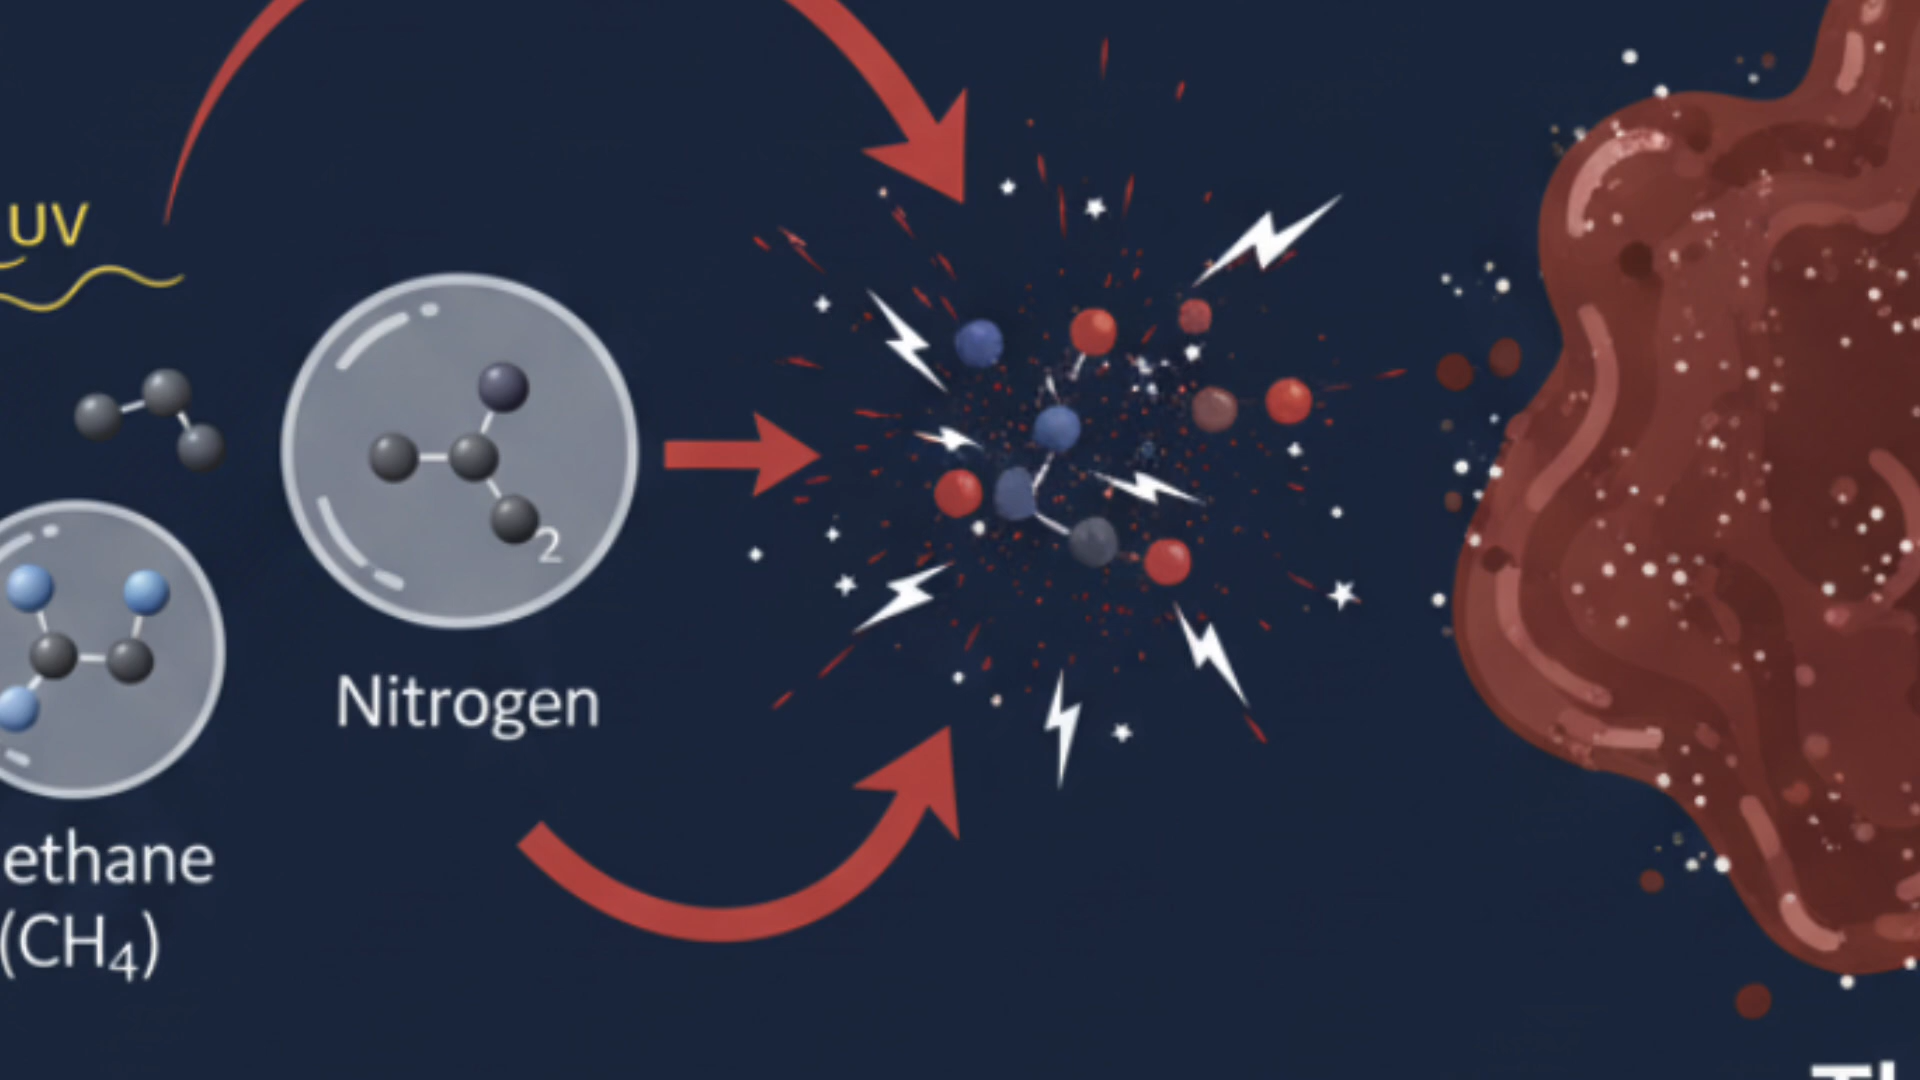 UV
2
Nitrogen
ethane
(CH₄)